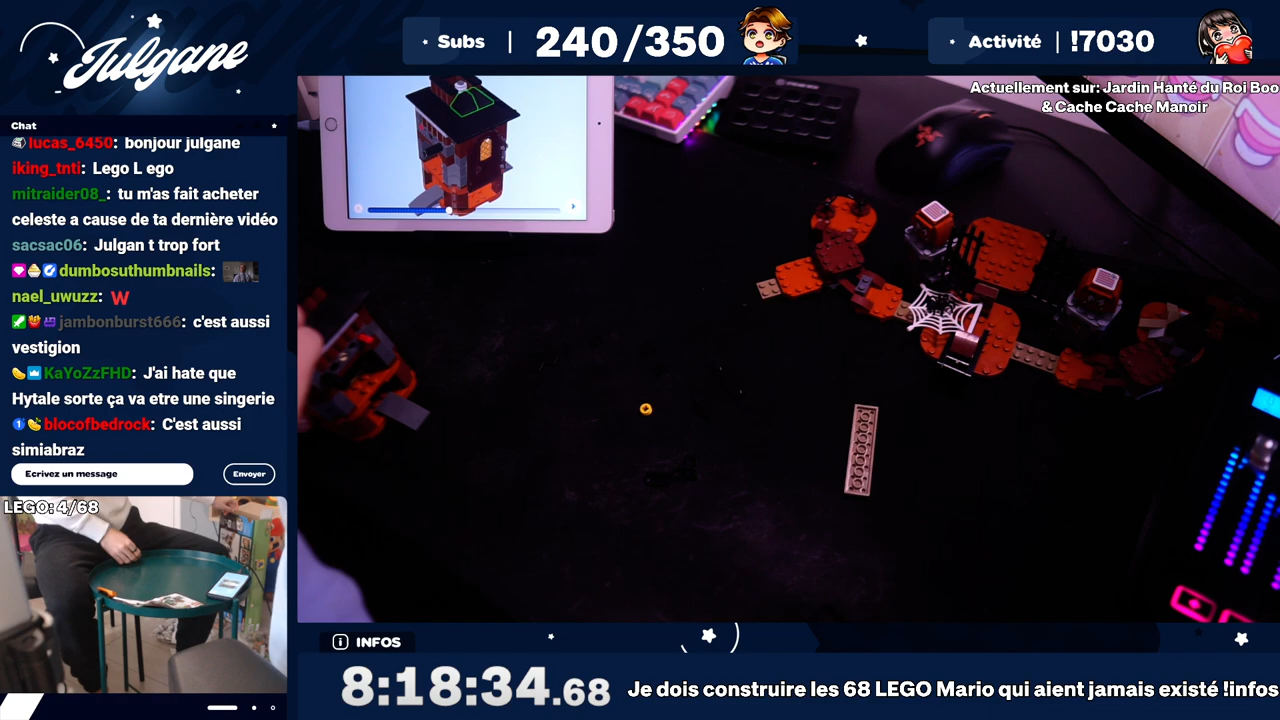 Julgane
Subs | 240/350
Activité | !7030
Actuellement sur: Jardin Hanté du Roi Boo
& Cache Cache Manoir
Chat
lucas_6450: bonjour julgane
iking_tnti: Lego L ego
mitraider08_: tu m'as fait acheter
celeste a cause de ta dernière vidéo
sacsac06: Julgan t trop fort
dumbosuthumbnails:
nael_uwuzz: W
jambonburst666: c'est aussi
vestigion
KaYoZzFHD: J'ai hate que
Hytale sorte ça va etre une singerie
1 blocofbedrock: C'est aussi
simiabraz
Ecrivez un message
Envoyer
LEGO: 4/68
INFOS
8:18:34.68
Je dois construire les 68 LEGO Mario qui aient jamais existé !infos